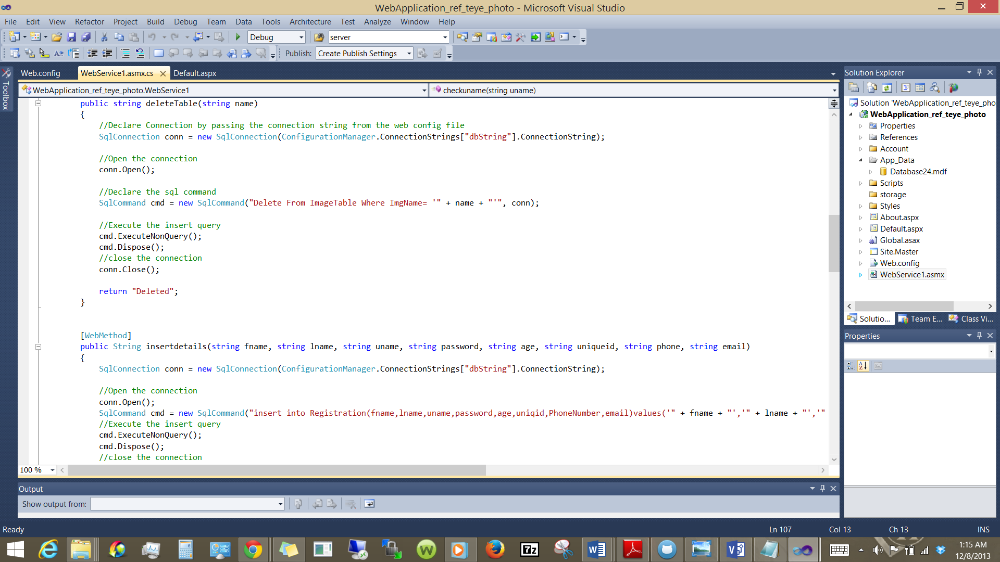 WebApplication_ref_teye_photo - Microsoft Visual Studio
File Edit View Refactor Project Build Debug Team Data Tools Architecture Test Analyze Window Help
Debug server
Publish: Create Publish Settings
Toolbox
Web.config WebService1.asmx.cs Default.aspx
WebApplication_ref_teye_photo.WebService1 checkuname(string uname)
public string deleteTable(string name)
{
//Declare Connection by passing the connection string from the web config file
SqlConnection conn = new SqlConnection(ConfigurationManager.ConnectionStrings["dbString"].ConnectionString);
//Open the connection
conn.Open();
//Declare the sql command
SqlCommand cmd = new SqlCommand("Delete From ImageTable Where ImgName= '" + name + "'", conn);
//Execute the insert query
cmd.ExecuteNonQuery();
cmd.Dispose();
//close the connection
conn.Close();
return "Deleted";
}
[WebMethod]
public String insertdetails(string fname, string lname, string uname, string password, string age, string uniqueid, string phone, string email)
{
SqlConnection conn = new SqlConnection(ConfigurationManager.ConnectionStrings["dbString"].ConnectionString);
//Open the connection
conn.Open();
SqlCommand cmd = new SqlCommand("insert into Registration(fname,lname,uname,password,age,uniqid,PhoneNumber,email)values('" + fname + "','" + lname + "','"
//Execute the insert query
cmd.ExecuteNonQuery();
cmd.Dispose();
//close the connection
100 %
Output
Show output from:
Solution Explorer
Solution 'WebApplication_ref_teye_pho
WebApplication_ref_teye_photo
Properties
References
Account
App_Data
Database24.mdf
Scripts
storage
Styles
About.aspx
Default.aspx
Global.asax
Site.Master
Web.config
WebService1.asmx
Solutio... Team E... Class Vi...
Properties
Ready Ln 107 Col 13 Ch 13 INS
1:15 AM
12/8/2013